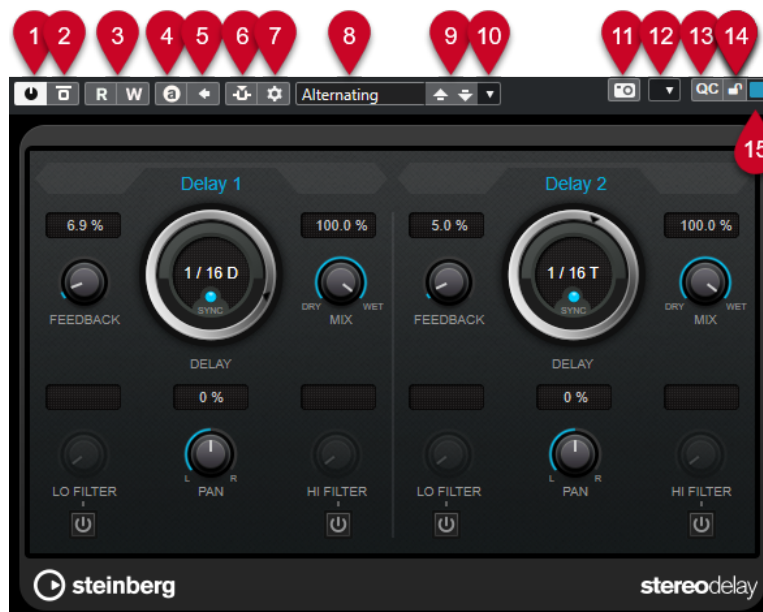 1 2 3 4 5 6 7 8 9 10 11 12 13 14
R W a Alternating QC
15
Delay 1 Delay 2
6.9 % 100.0 % 5.0 % 100.0 %
1 / 16 D 1 / 16 T
SYNC SYNC
DRY WET DRY WET
FEEDBACK MIX FEEDBACK MIX
DELAY DELAY
0 % 0 %
L R L R
LO FILTER PAN HI FILTER LO FILTER PAN HI FILTER
steinberg stereodelay